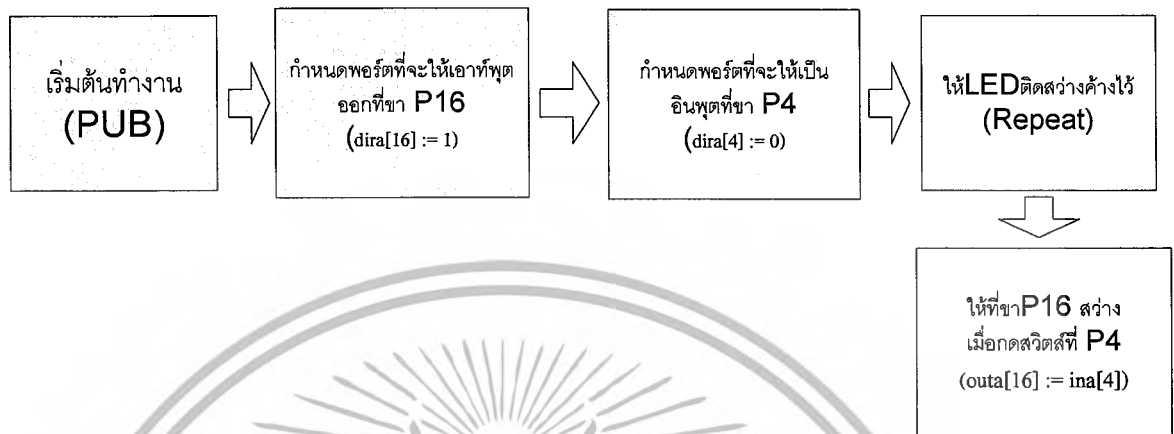 เริ่มต้นทำงาน
(PUB)
กำหนดพอร์ตที่จะให้เอาท์พุต
ออกที่ขา P16
(dira[16] := 1)
กำหนดพอร์ตที่จะให้เป็น
อินพุตที่ขา P4
(dira[4] := 0)
ให้LEDติดสว่างค้างไว้
(Repeat)
ให้ที่ขาP16 สว่าง
เมื่อกดสวิตส์ที่ P4
(outa[16] := ina[4])